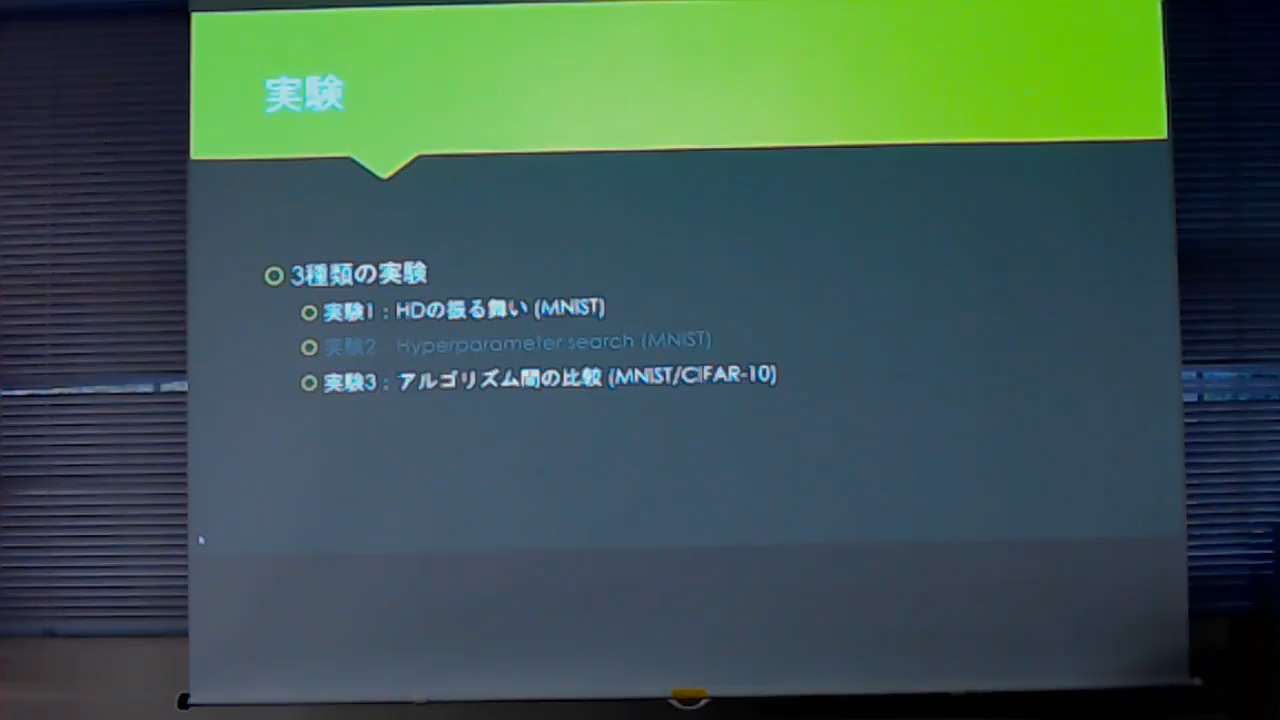 実験
3種類の実験
実験1：HDの振る舞い (MNIST)
実験2 Hyperparameter search (MNIST)
実験3：アルゴリズム間の比較 (MNIST/CIFAR-10)